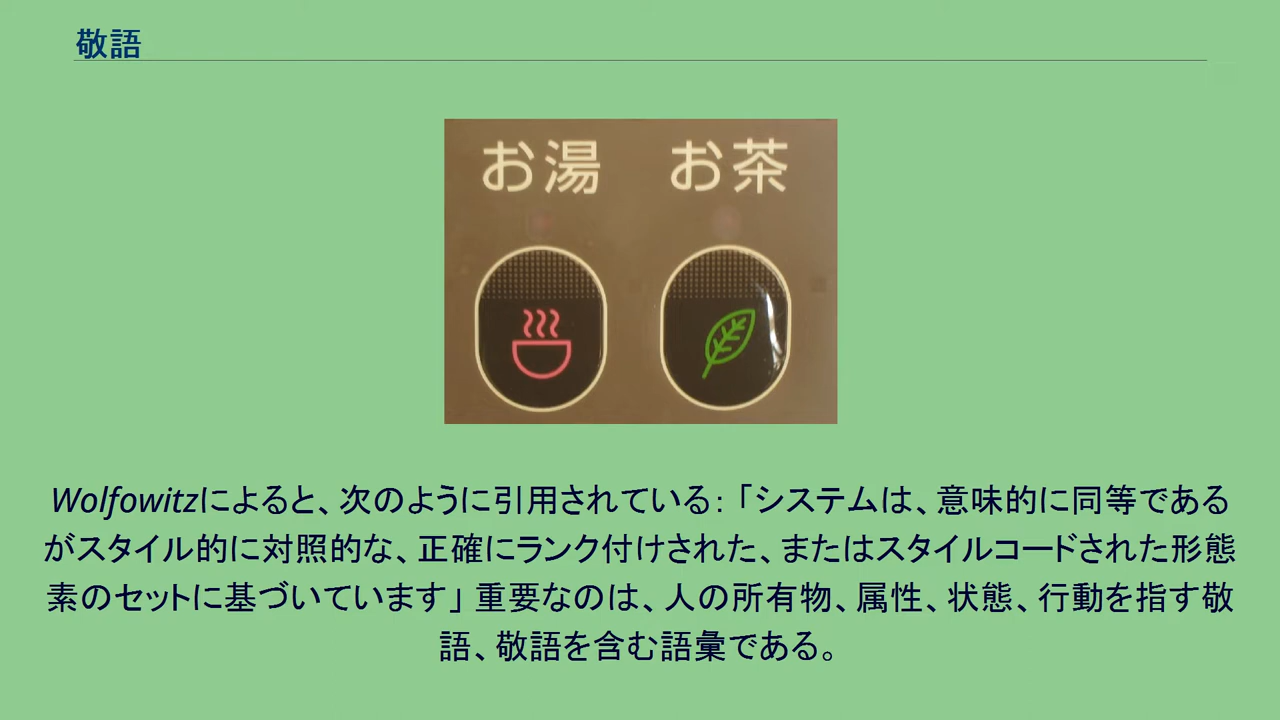 敬語
お湯 お茶
Wolfowitzによると、次のように引用されている：「システムは、意味的に同等である
がスタイル的に対照的な、正確にランク付けされた、またはスタイルコードされた形態
素のセットに基づいています」重要なのは、人の所有物、属性、状態、行動を指す敬
語、敬語を含む語彙である。